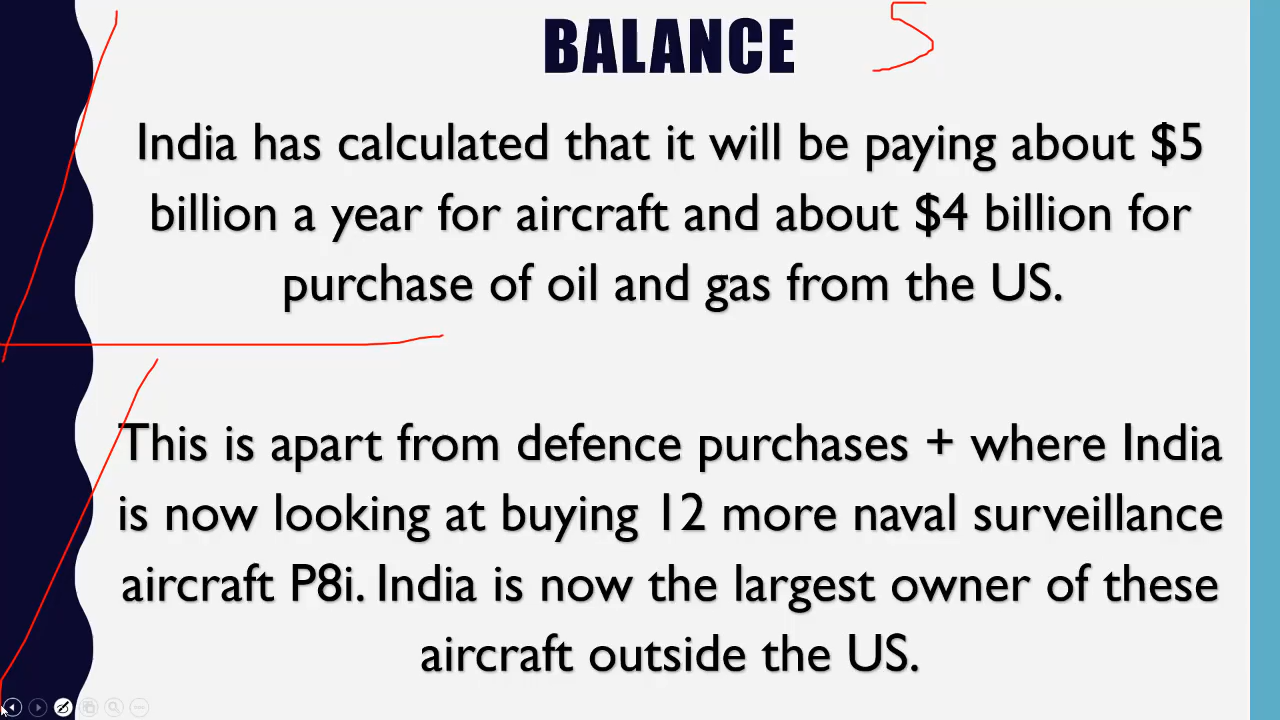 BALANCE 5
India has calculated that it will be paying about $5
billion a year for aircraft and about $4 billion for
purchase of oil and gas from the US.
This is apart from defence purchases + where India
is now looking at buying 12 more naval surveillance
aircraft P8i. India is now the largest owner of these
aircraft outside the US.